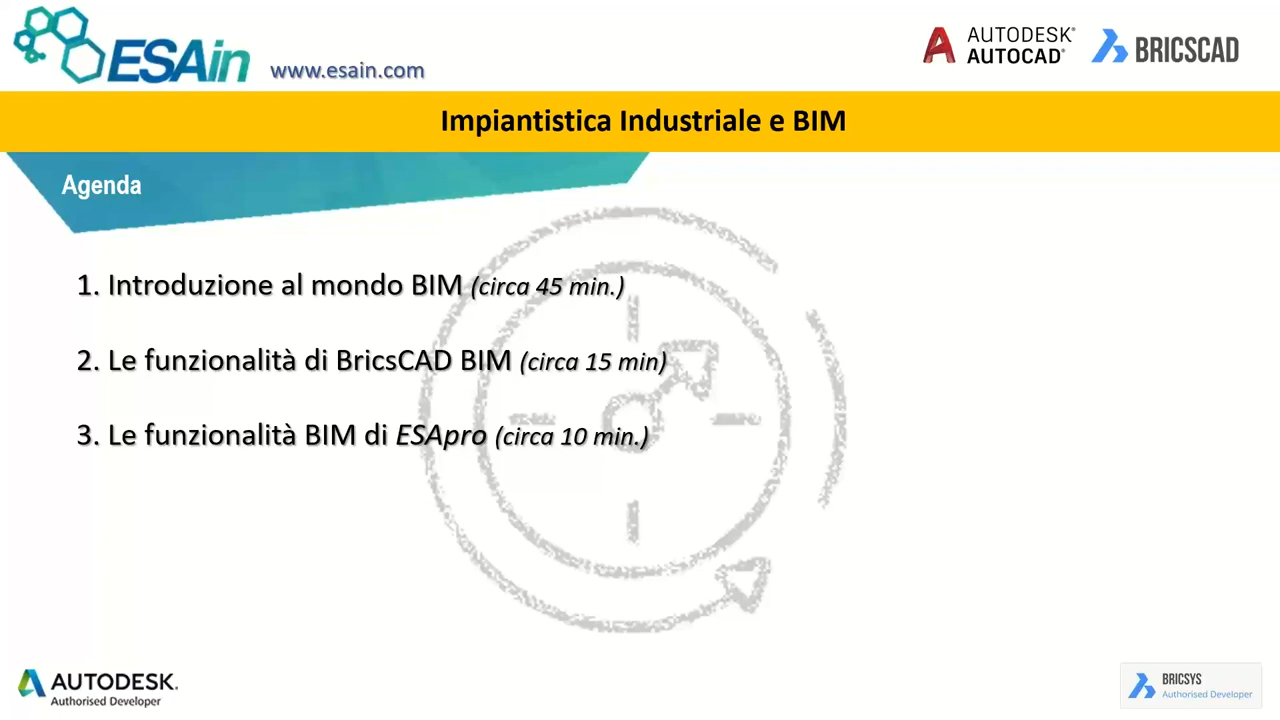 ESAin www.esain.com
AUTODESK® AUTOCAD®
BRICSCAD
Impiantistica Industriale e BIM
Agenda
1. Introduzione al mondo BIM (circa 45 min.)
2. Le funzionalità di BricsCAD BIM (circa 15 min)
3. Le funzionalità BIM di ESApro (circa 10 min.)
AUTODESK.
Authorised Developer
BRICSYS
Authorised Developer